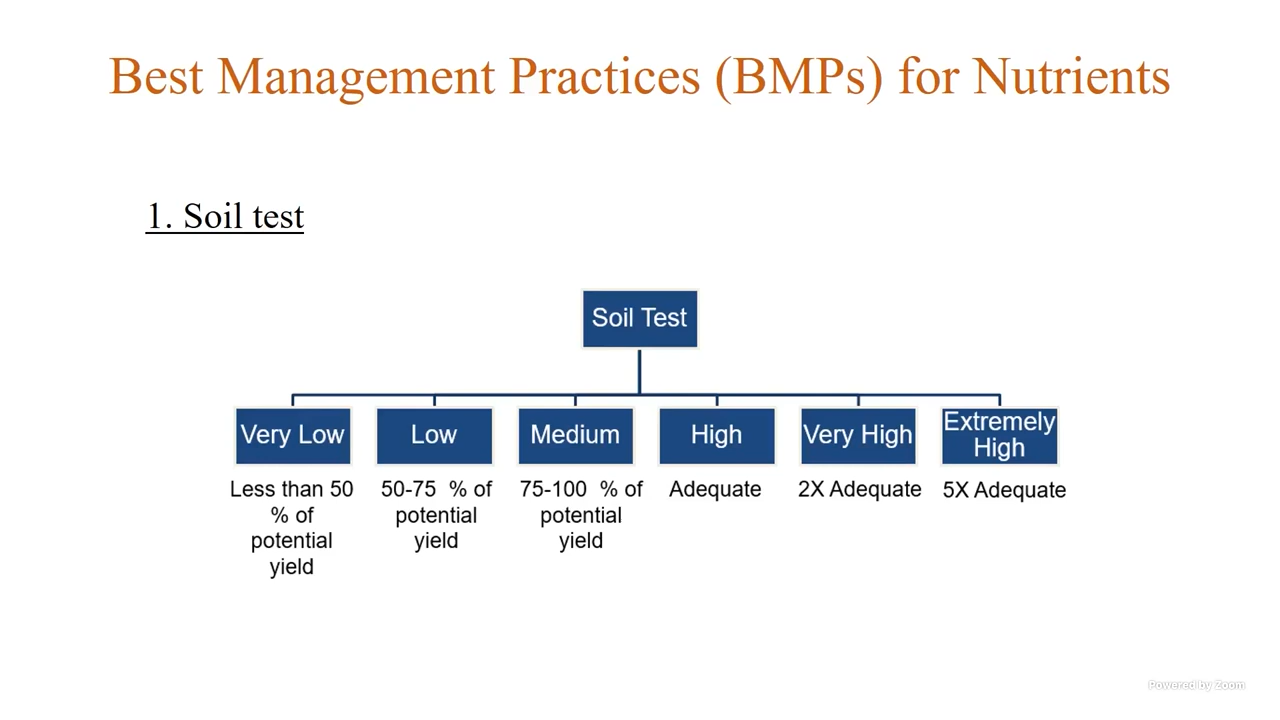 Best Management Practices (BMPs) for Nutrients
1. Soil test
Soil Test
Very Low
Low
Medium
High
Very High
Extremely
High
Less than 50
% of
potential
yield
50-75 % of
potential
yield
75-100 % of
potential
yield
Adequate
2X Adequate
5X Adequate
Powered by Zoom